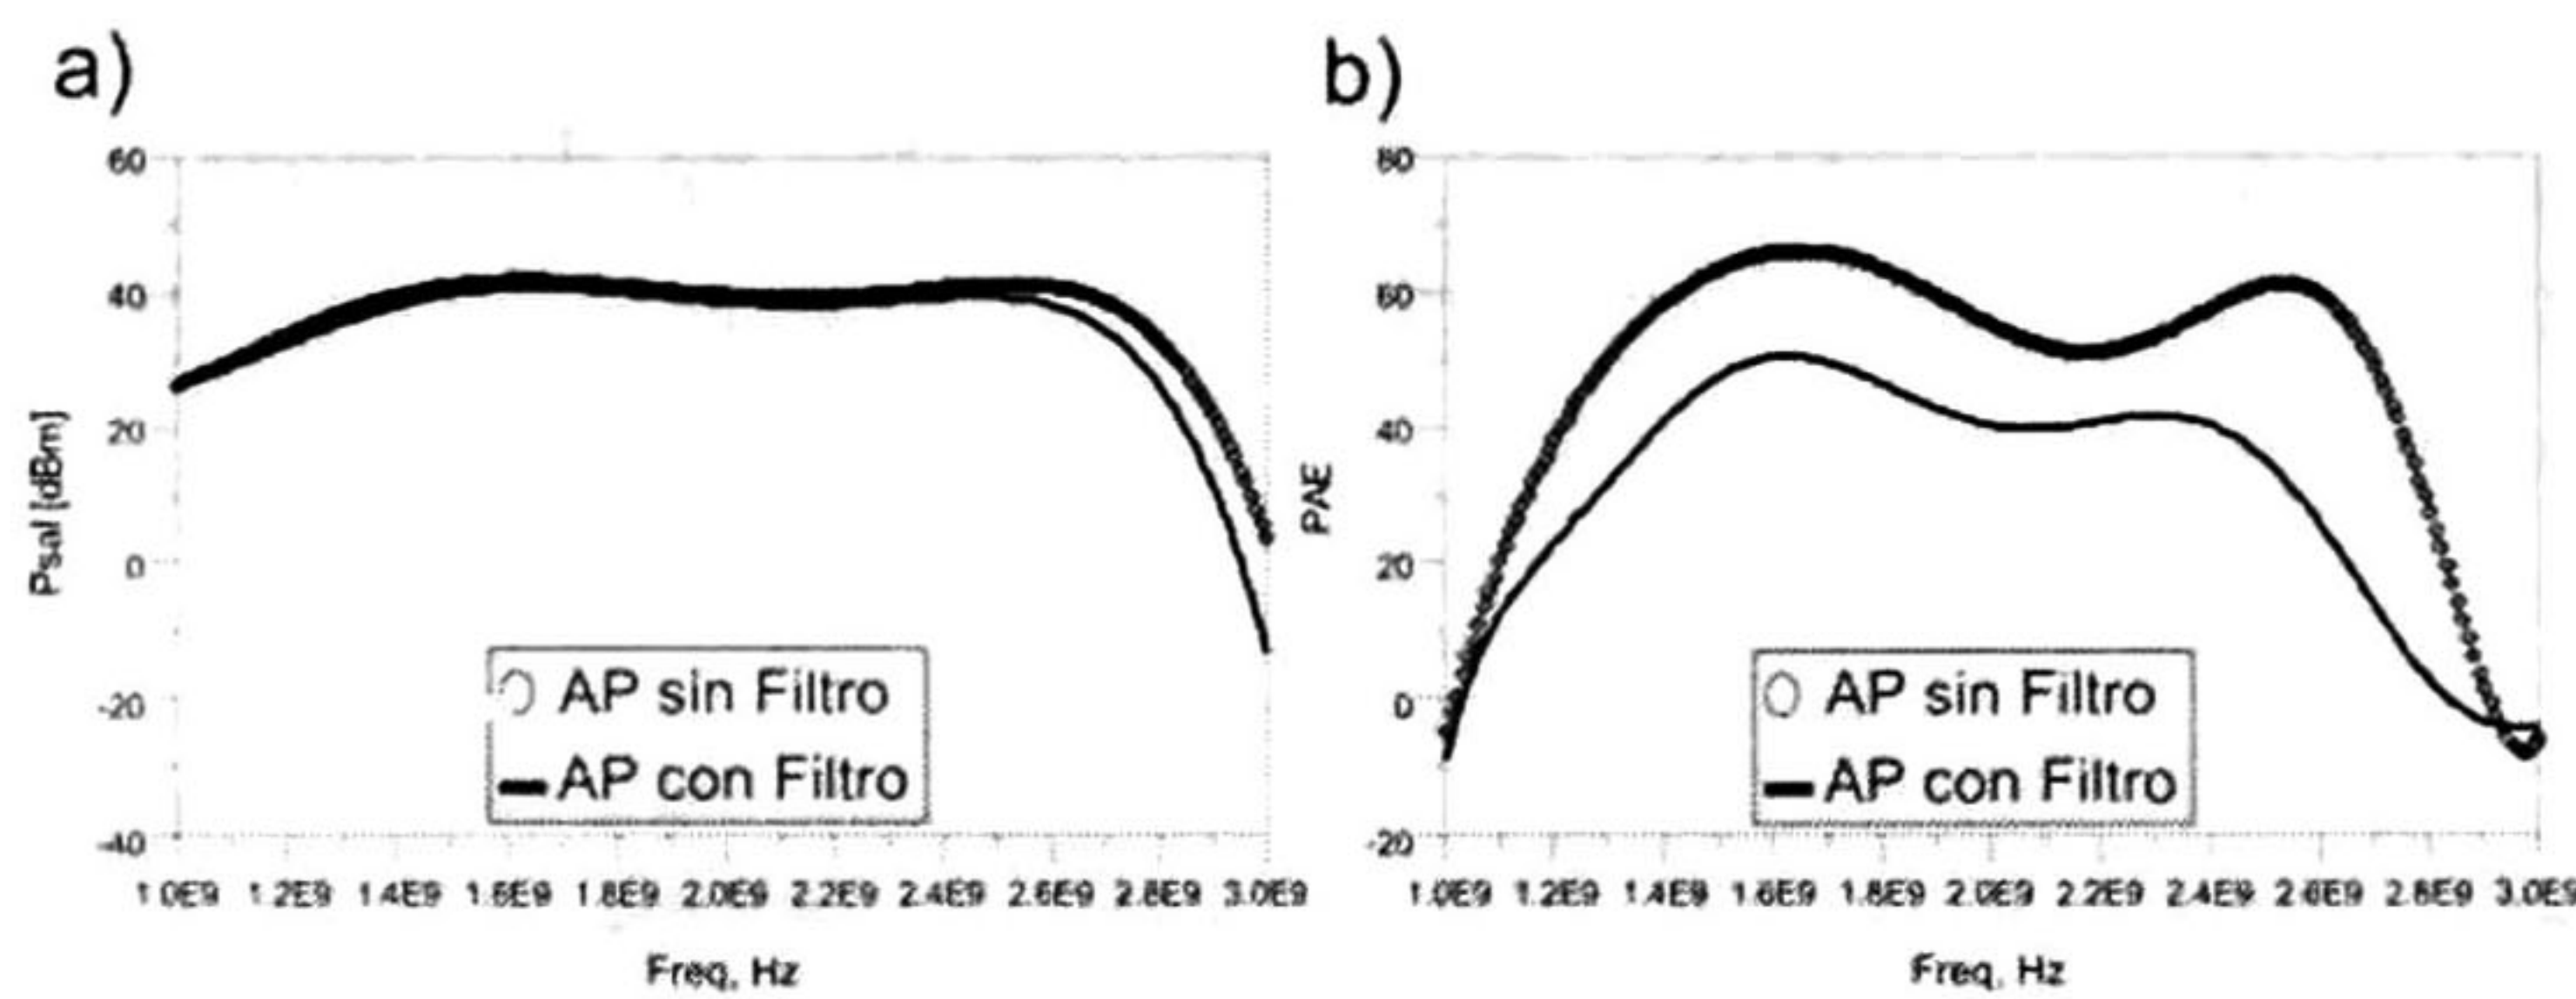 a)
60
40
20
0
-20
-40
Psal [dBm]
AP sin Filtro
AP con Filtro
1.0E9 1.2E9 1.4E9 1.6E9 1.8E9 2.0E9 2.2E9 2.4E9 2.6E9 2.8E9 3.0E9
Freq, Hz
b)
80
60
40
20
0
-20
PAE
AP sin Filtro
AP con Filtro
1.0E9 1.2E9 1.4E9 1.6E9 1.8E9 2.0E9 2.2E9 2.4E9 2.6E9 2.8E9 3.0E9
Freq, Hz